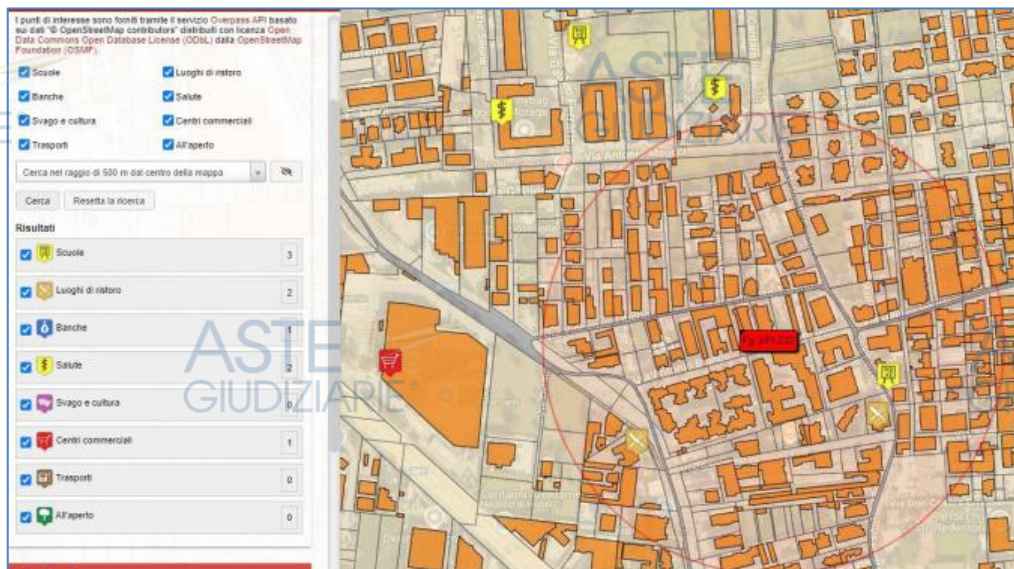 I punti di interesse sono forniti tramite il servizio Overpass API basato
sui dati "© OpenStreetMap contributors" distribuiti con licenza Open
Data Commons Open Database License (ODbL) dalla OpenStreetMap
Foundation (OSMF).
Scuole
Luoghi di ristoro
Banche
Salute
Svago e cultura
Centri commerciali
Trasporti
All'aperto
Cerca nel raggio di 500 m dal centro della mappa
Cerca
Resetta la ricerca
Risultati
Scuole 3
Luoghi di ristoro 2
Banche 1
Salute 2
Svago e cultura 0
Centri commerciali 1
Trasporti 0
All'aperto 0
ASTE
GIUDIZIARIE®
ASTE
GIUDIZIARIE